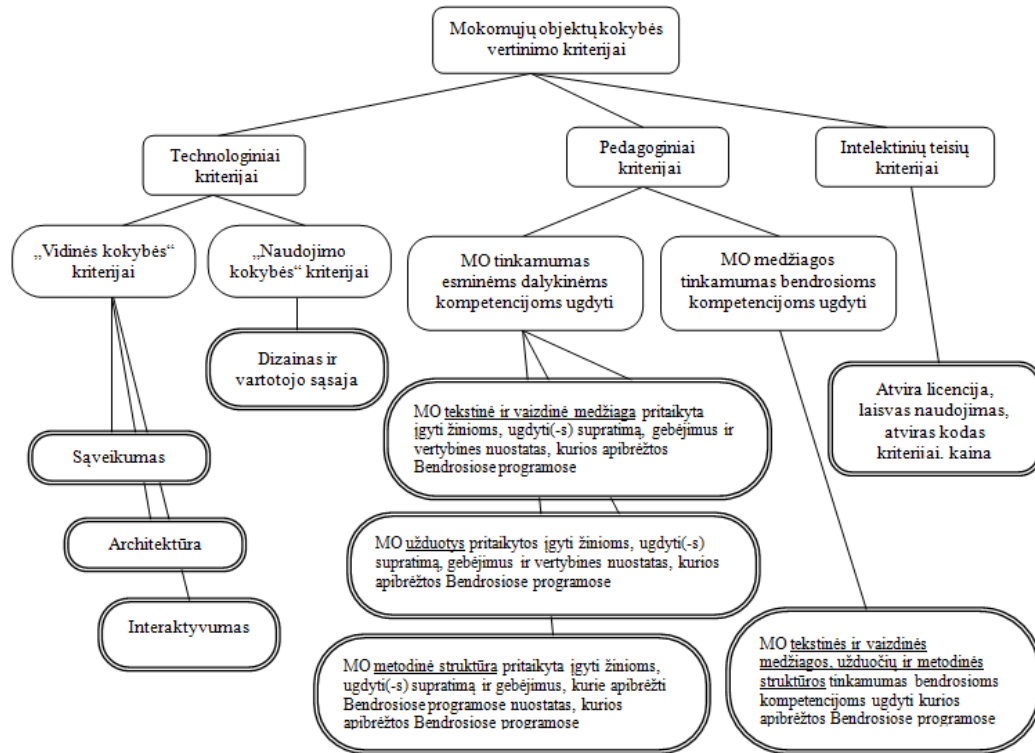 Mokomųjų objektų kokybės
vertinimo kriterijai
Technologiniai
kriterijai
Pedagoginiai
kriterijai
Intelektinių teisių
kriterijai
„Vidinės kokybės“
kriterijai
„Naudojimo
kokybės“ kriterijai
MO tinkamumas
esminėms dalykinėms
kompetencijoms ugdyti
MO medžiagos
tinkamumas bendrosioms
kompetencijoms ugdyti
Dizainas ir
vartotojo sąsaja
Atvira licencija,
laisvas naudojimas,
atviras kodas
kriterijai. kaina
MO tekstinė ir vaizdinė medžiaga pritaikyta
įgyti žinioms, ugdyti(-s) supratimą, gebėjimus ir
vertybines nuostatas, kurios apibrėžtos
Bendrosiose programose
Sąveikumas
Architektūra
MO užduotys pritaikytos įgyti žinioms, ugdyti(-s)
supratimą, gebėjimus ir vertybines nuostatas, kurios
apibrėžtos Bendrosiose programose
Interaktyvumas
MO metodinė struktūra pritaikyta įgyti žinioms,
ugdyti(-s) supratimą ir gebėjimus, kurie apibrėžti
Bendrosiose programose nuostatas, kurios
apibrėžtos Bendrosiose programose
MO tekstinės ir vaizdinės
medžiagos, užduočių ir metodinės
struktūros tinkamumas bendrosioms
kompetencijoms ugdyti kurios
apibrėžtos Bendrosiose programose